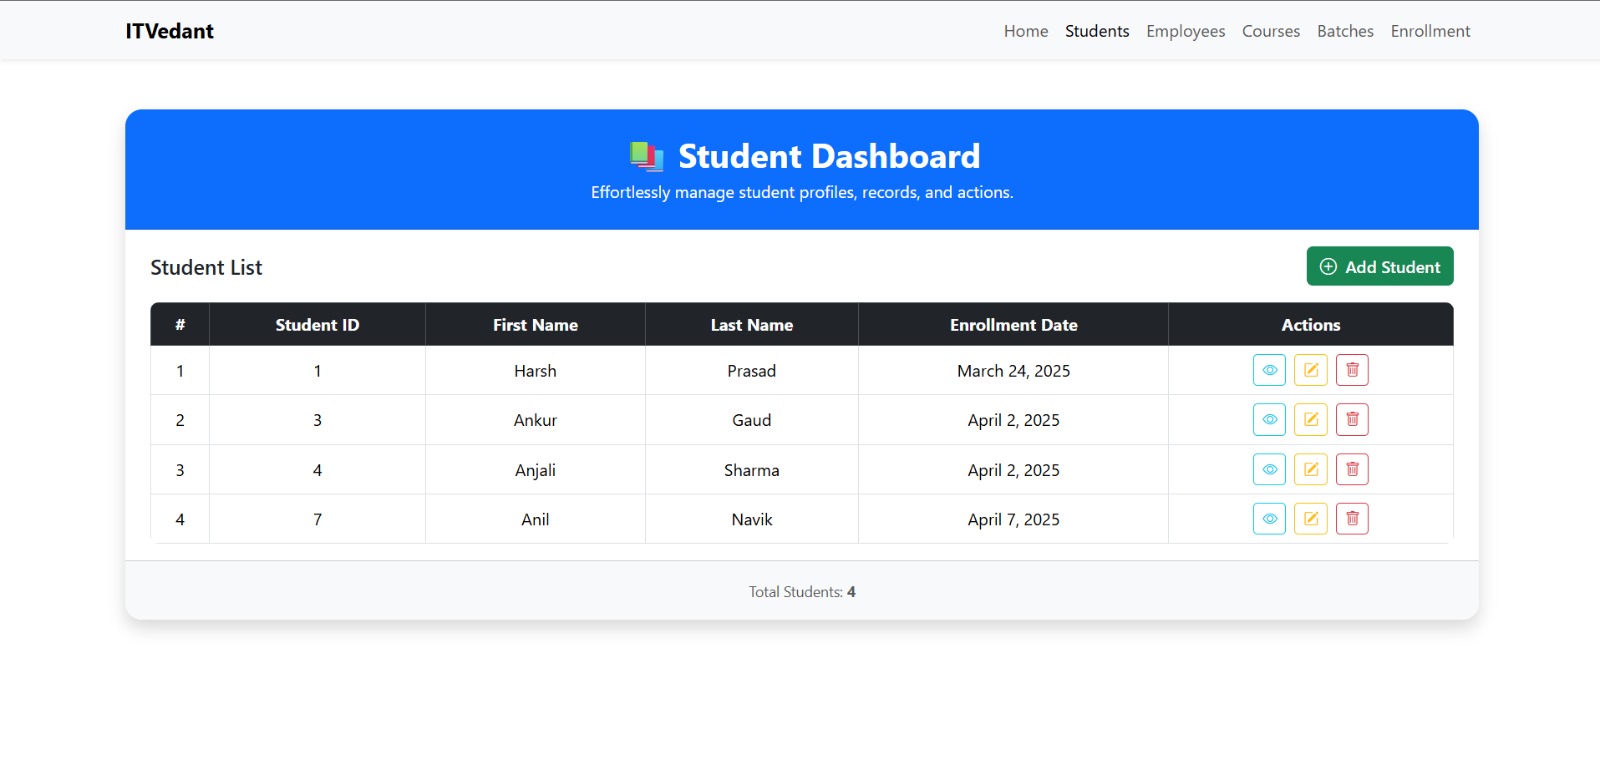 ITVedant Home Students Employees Courses Batches Enrollment
Student Dashboard
Effortlessly manage student profiles, records, and actions.
Student List Add Student
# Student ID First Name Last Name Enrollment Date Actions
1 1 Harsh Prasad March 24, 2025
2 3 Ankur Gaud April 2, 2025
3 4 Anjali Sharma April 2, 2025
4 7 Anil Navik April 7, 2025
Total Students: 4